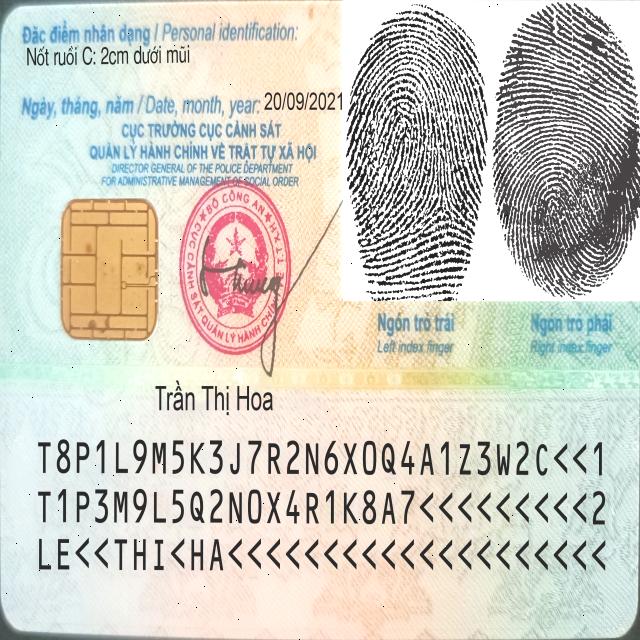 Đặc điểm nhân dạng / Personal identification:
Nốt ruồi C: 2cm dưới mũi
Ngày, tháng, năm / Date, month, year: 20/09/2021
CỤC TRƯỞNG CỤC CẢNH SÁT
QUẢN LÝ HÀNH CHÍNH VỀ TRẬT TỰ XÃ HỘI
DIRECTOR GENERAL OF THE POLICE DEPARTMENT
FOR ADMINISTRATIVE MANAGEMENT OF SOCIAL ORDER
BỘ CÔNG AN
CỤC CẢNH SÁT QUẢN LÝ HÀNH CHÍNH
Ngón trỏ trái
Left index finger
Ngón trỏ phải
Right index finger
Trần Thị Hoa
T8P1L9M5K3J7R2N6X0Q4A1Z3W2C<<1
T1P3M9L5Q2N0X4R1K8A7<<<<<<<<<2
LE<<THI<HA<<<<<<<<<<<<<<<<<<<<